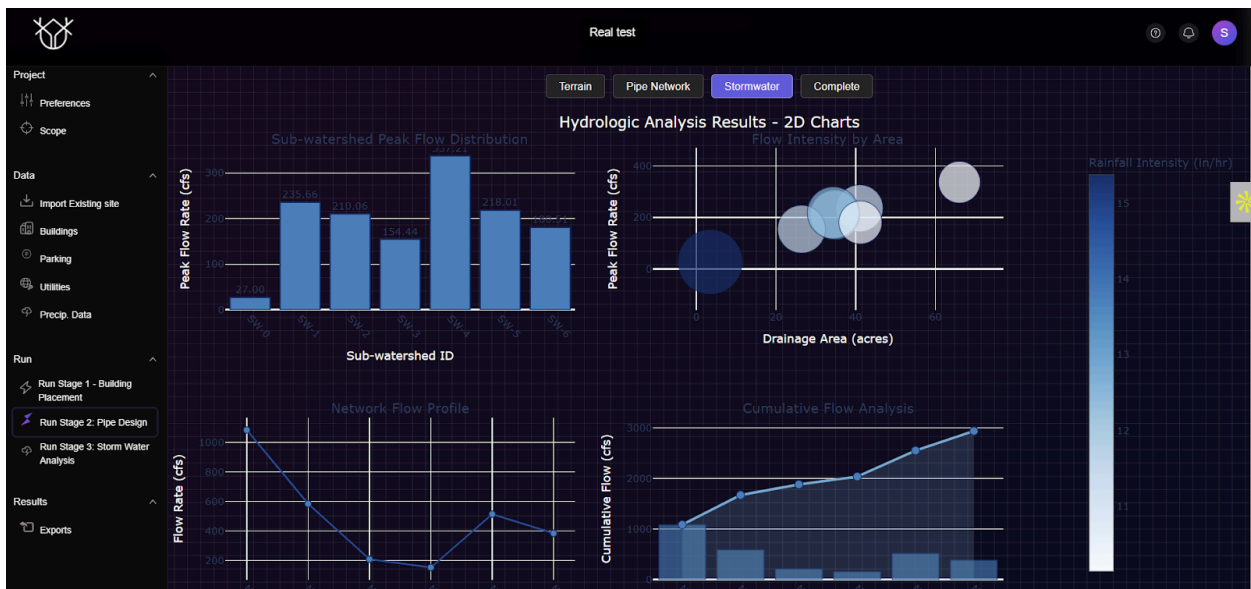 Real test
S
Project
Preferences
Scope
Data
Import Existing site
Buildings
Parking
Utilities
Precip. Data
Run
Run Stage 1 - Building
Placement
Run Stage 2: Pipe Design
Run Stage 3: Storm Water
Analysis
Results
Exports
Terrain
Pipe Network
Stormwater
Complete
Hydrologic Analysis Results - 2D Charts
Sub-watershed Peak Flow Distribution
Peak Flow Rate (cfs)
300
200
100
0
27.00
235.66
210.06
154.44
218.01
SW-0
SW-1
SW-2
SW-3
SW-4
SW-5
SW-6
Sub-watershed ID
Flow Intensity by Area
Peak Flow Rate (cfs)
400
200
0
0
20
40
60
Drainage Area (acres)
Rainfall Intensity (in/hr)
15
14
13
12
11
Network Flow Profile
Flow Rate (cfs)
1000
800
600
400
200
Cumulative Flow Analysis
Cumulative Flow (cfs)
3000
2000
1000
0